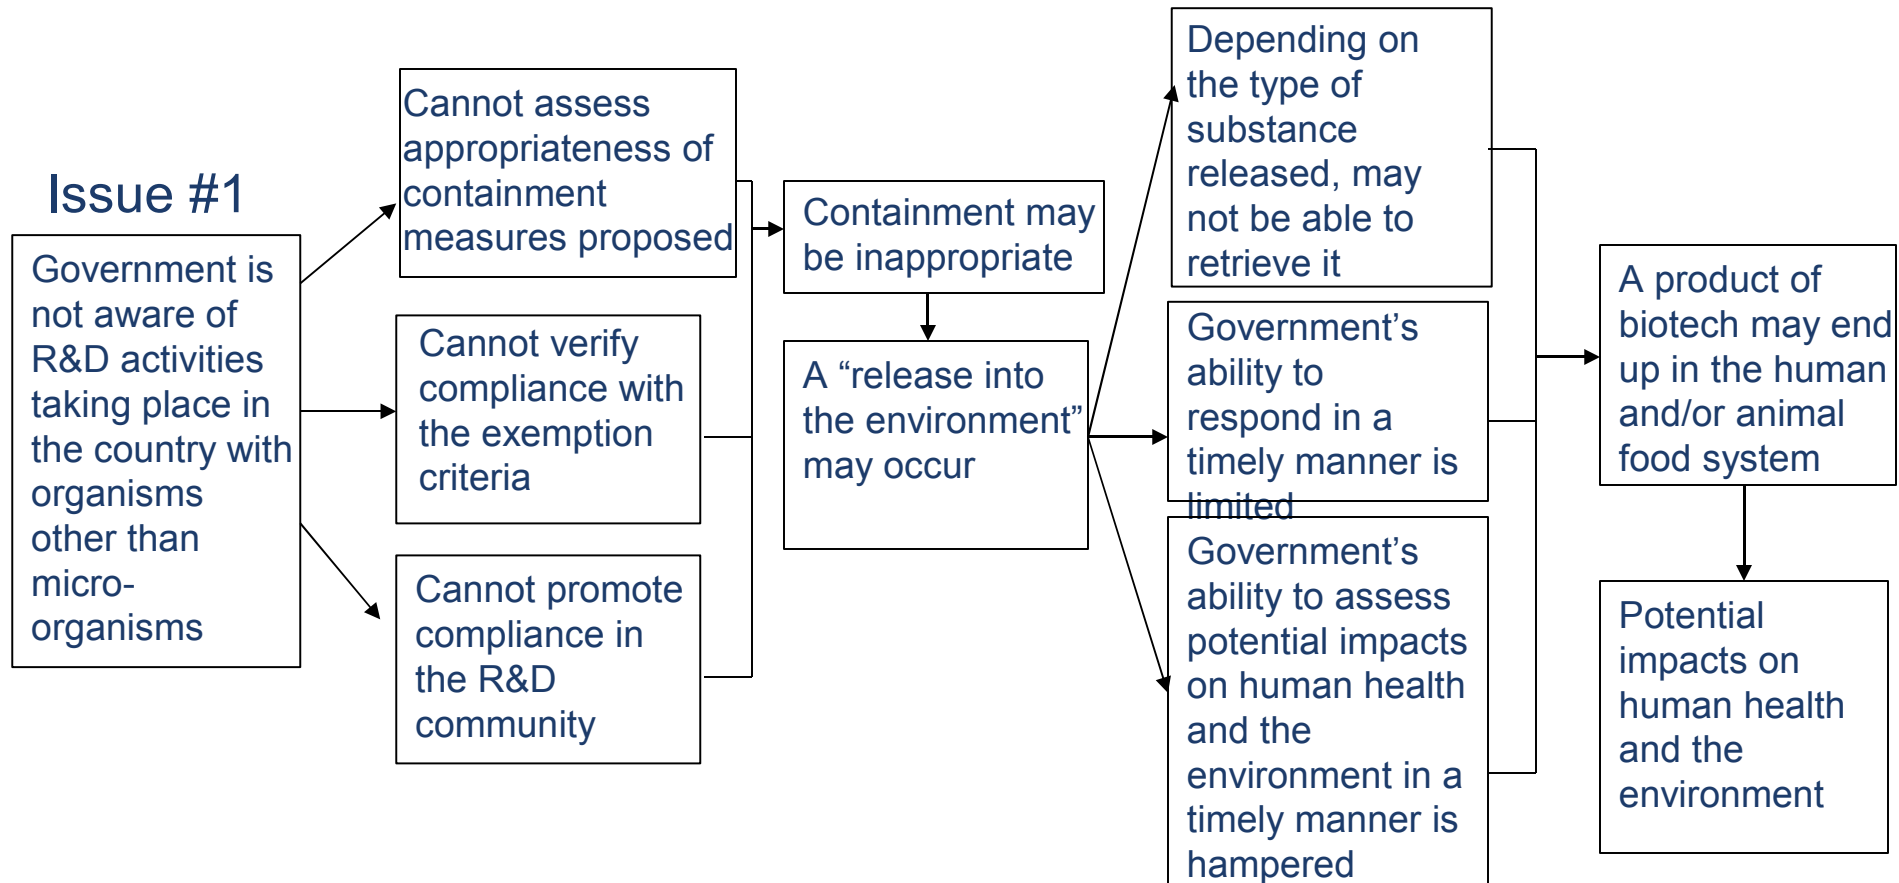 Issue #1
Government is
not aware of
R&D activities
taking place in
the country with
organisms
other than
micro-
organisms
Cannot assess
appropriateness of
containment
measures proposed
Cannot verify
compliance with
the exemption
criteria
Cannot promote
compliance in
the R&D
community
Containment may
be inappropriate
A “release into
the environment”
may occur
Depending on
the type of
substance
released, may
not be able to
retrieve it
Government’s
ability to
respond in a
timely manner is
limited
Government’s
ability to assess
potential impacts
on human health
and the
environment in a
timely manner is
hampered
A product of
biotech may end
up in the human
and/or animal
food system
Potential
impacts on
human health
and the
environment